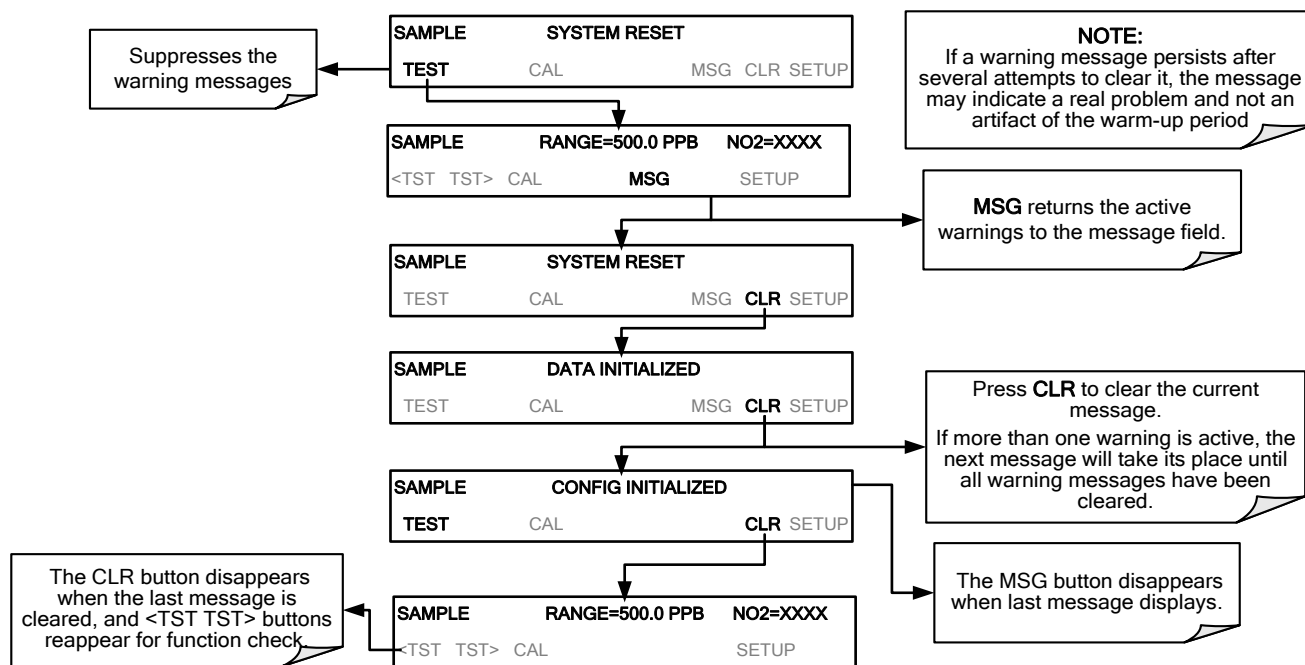 Suppresses the
warning messages
SAMPLE SYSTEM RESET
TEST CAL MSG CLR SETUP
NOTE:
If a warning message persists after
several attempts to clear it, the message
may indicate a real problem and not an
artifact of the warm-up period
SAMPLE RANGE=500.0 PPB NO2=XXXX
<TST TST> CAL MSG SETUP
MSG returns the active
warnings to the message field.
SAMPLE SYSTEM RESET
TEST CAL MSG CLR SETUP
SAMPLE DATA INITIALIZED
TEST CAL MSG CLR SETUP
Press CLR to clear the current
message.
If more than one warning is active, the
next message will take its place until
all warning messages have been
cleared.
SAMPLE CONFIG INITIALIZED
TEST CAL CLR SETUP
The MSG button disappears
when last message displays.
The CLR button disappears
when the last message is
cleared, and <TST TST> buttons
reappear for function check.
SAMPLE RANGE=500.0 PPB NO2=XXXX
<TST TST> CAL SETUP